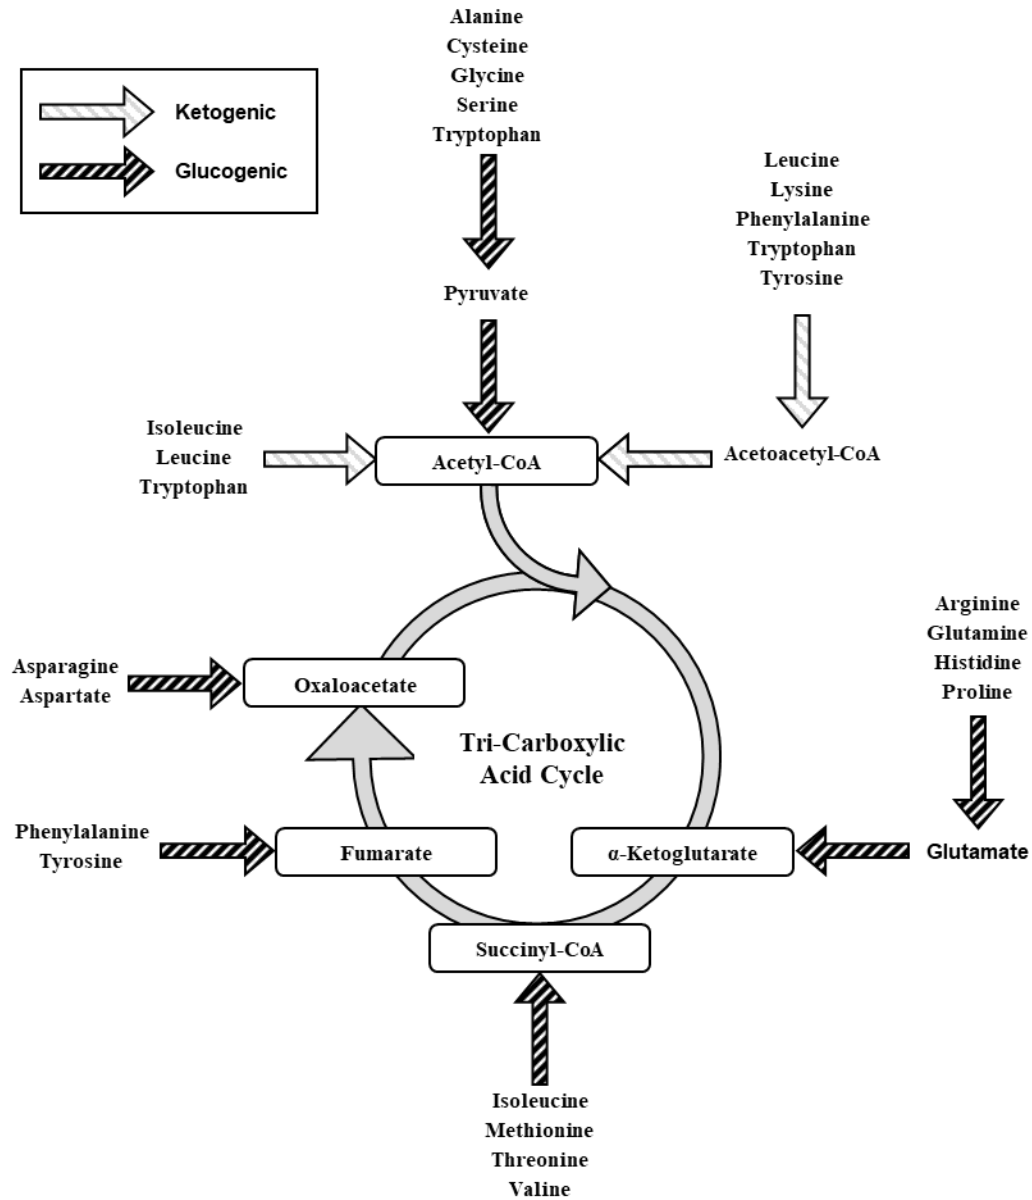 Alanine
Cysteine
Glycine
Serine
Tryptophan
Ketogenic
Glucogenic
Leucine
Lysine
Phenylalanine
Tryptophan
Tyrosine
Pyruvate
Isoleucine
Leucine
Tryptophan
Acetyl-CoA
Acetoacetyl-CoA
Arginine
Glutamine
Histidine
Proline
Asparagine
Aspartate
Oxaloacetate
Tri-Carboxylic
Acid Cycle
Phenylalanine
Tyrosine
Fumarate
α-Ketoglutarate
Glutamate
Succinyl-CoA
Isoleucine
Methionine
Threonine
Valine